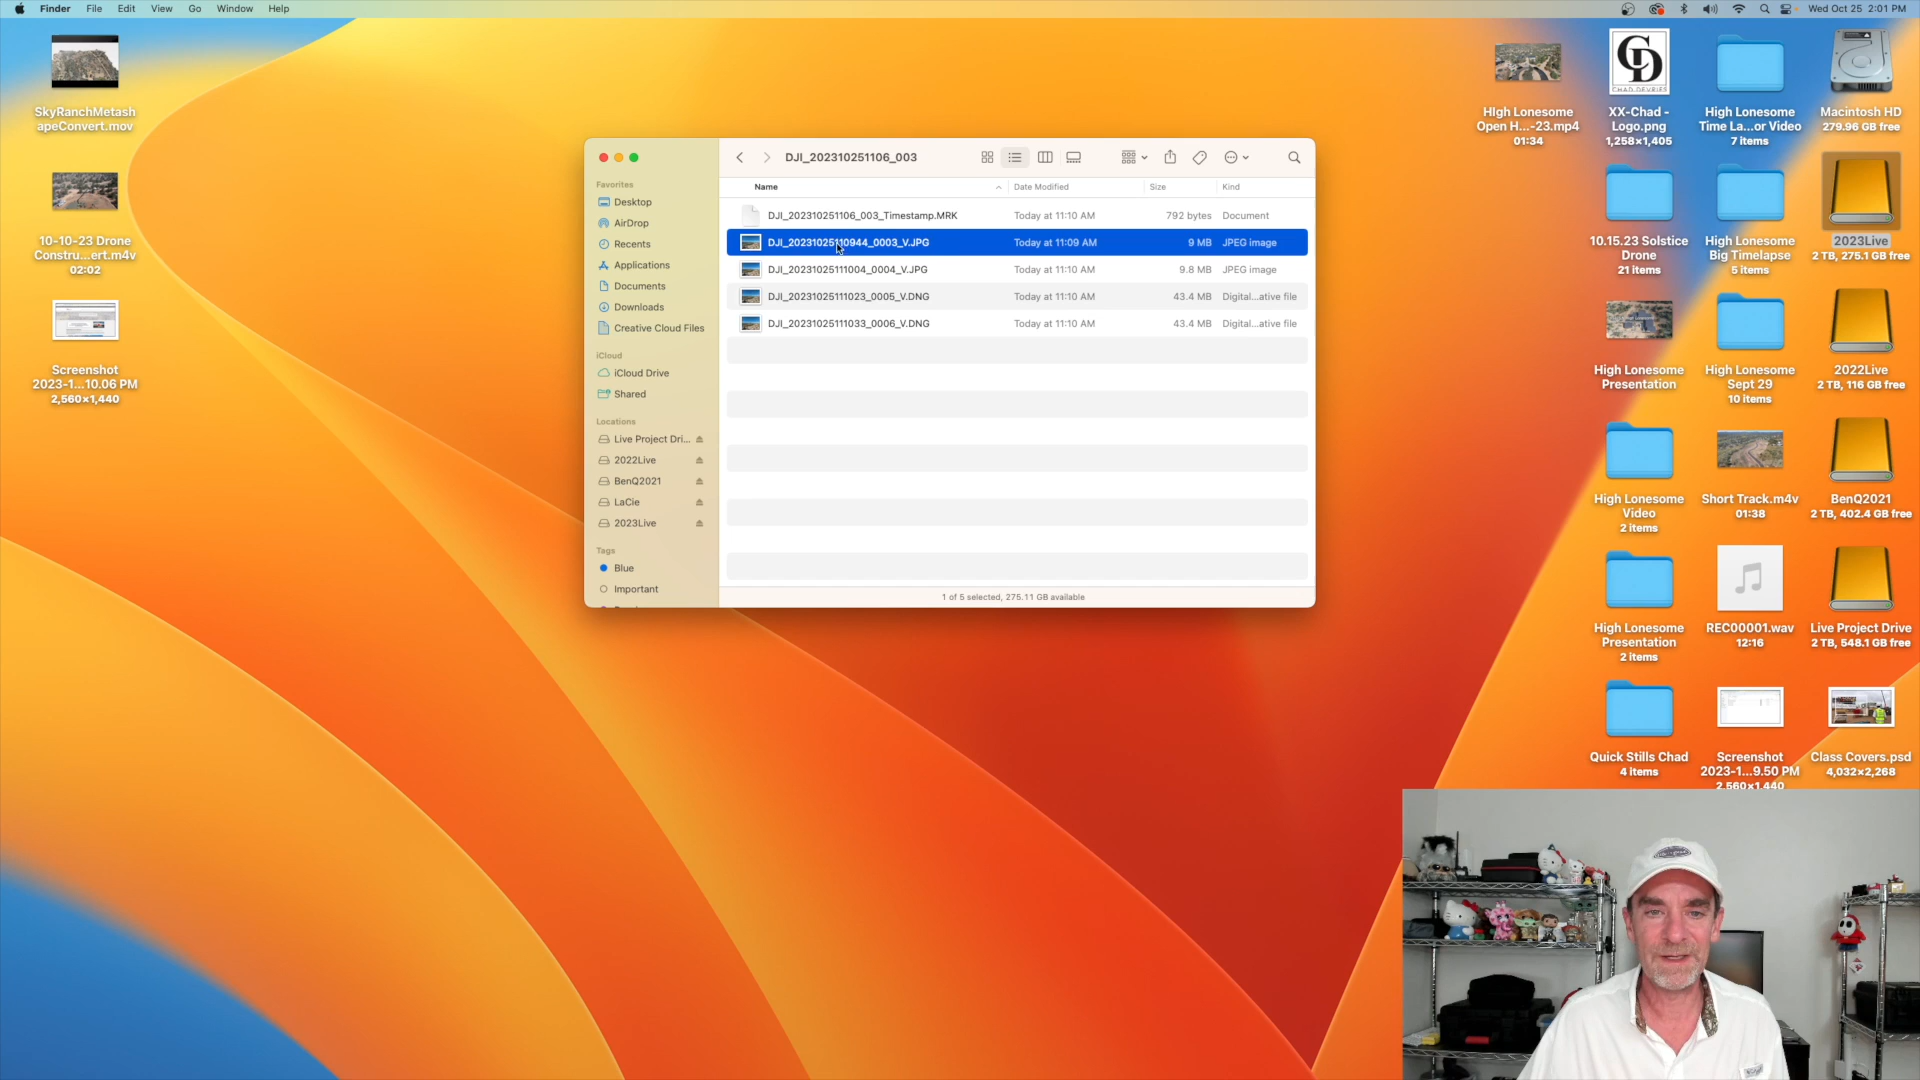 Finder File Edit View Go Window Help
Wed Oct 25 2:01 PM
SkyRanchMetash
apeConvert.mov
10-10-23 Drone
Constru...ert.m4v
02:02
Screenshot
2023-1...10.06 PM
2,560×1,440
DJI_202310251106_003
Favorites
Desktop
AirDrop
Recents
Applications
Documents
Downloads
Creative Cloud Files
iCloud
iCloud Drive
Shared
Locations
Live Project Dri...
2022Live
BenQ2021
LaCie
2023Live
Tags
Blue
Important
Name Date Modified Size Kind
DJI_202310251106_003_Timestamp.MRK Today at 11:10 AM 792 bytes Document
DJI_20231025110944_0003_V.JPG Today at 11:09 AM 9 MB JPEG image
DJI_20231025111004_0004_V.JPG Today at 11:10 AM 9.8 MB JPEG image
DJI_20231025111023_0005_V.DNG Today at 11:10 AM 43.4 MB Digital...ative file
DJI_20231025111033_0006_V.DNG Today at 11:10 AM 43.4 MB Digital...ative file
1 of 5 selected, 275.11 GB available
HIgh Lonesome
Open H...-23.mp4
01:34
CHAD DEVRIES
XX-Chad -
Logo.png
1,258×1,405
High Lonesome
Time La...or Video
7 items
Macintosh HD
279.96 GB free
10.15.23 Solstice
Drone
21 items
High Lonesome
Big Timelapse
5 items
2023Live
2 TB, 275.1 GB free
High Lonesome
Presentation
High Lonesome
Sept 29
10 items
2022Live
2 TB, 116 GB free
High Lonesome
Video
2 items
Short Track.m4v
01:38
BenQ2021
2 TB, 402.4 GB free
High Lonesome
Presentation
2 items
REC00001.wav
12:16
Live Project Drive
2 TB, 548.1 GB free
Quick Stills Chad
4 items
Screenshot
2023-1...9.50 PM
2,560×1,440
Class Covers.psd
4,032×2,268